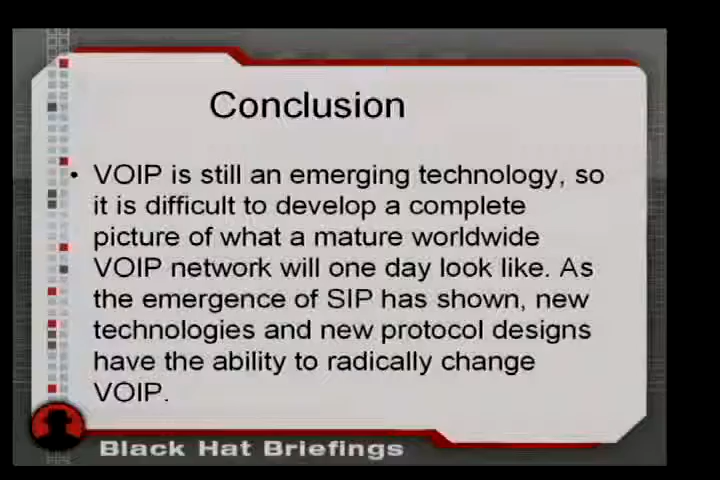 Conclusion
• VOIP is still an emerging technology, so
it is difficult to develop a complete
picture of what a mature worldwide
VOIP network will one day look like. As
the emergence of SIP has shown, new
technologies and new protocol designs
have the ability to radically change
VOIP.
Black Hat Briefings